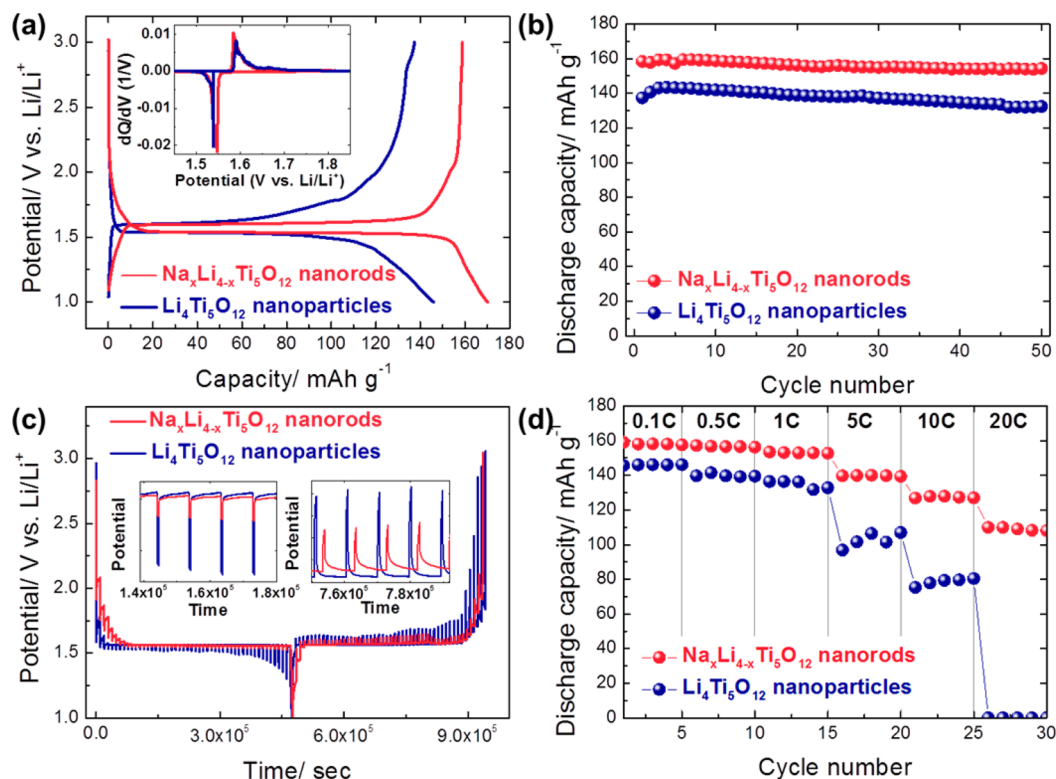 (a)
3.0
2.5
2.0
1.5
1.0
Potential/ V vs. Li/Li⁺
0.01
0.00
-0.01
-0.02
dQ/dV (1/V)
1.5 1.6 1.7 1.8
Potential (V vs. Li/Li⁺)
NaₓLi₄₋ₓTi₅O₁₂ nanorods
Li₄Ti₅O₁₂ nanoparticles
0 20 40 60 80 100 120 140 160 180
Capacity/ mAh g⁻¹
(b)
180
160
140
120
100
80
60
40
20
0
Discharge capacity/ mAh g⁻¹
NaₓLi₄₋ₓTi₅O₁₂ nanorods
Li₄Ti₅O₁₂ nanoparticles
0 10 20 30 40 50
Cycle number
(c)
NaₓLi₄₋ₓTi₅O₁₂ nanorods
Li₄Ti₅O₁₂ nanoparticles
3.0
2.5
2.0
1.5
1.0
Potential/ V vs. Li/Li⁺
Potential
1.4x10⁵ 1.6x10⁵ 1.8x10⁵
Time
Potential
7.6x10⁵ 7.8x10⁵
Time
0.0 3.0x10⁵ 6.0x10⁵ 9.0x10⁵
Time/ sec
(d)
180
160
140
120
100
80
60
40
20
0
Discharge capacity/ mAh g⁻¹
0.1C 0.5C 1C 5C 10C 20C
NaₓLi₄₋ₓTi₅O₁₂ nanorods
Li₄Ti₅O₁₂ nanoparticles
5 10 15 20 25 30
Cycle number